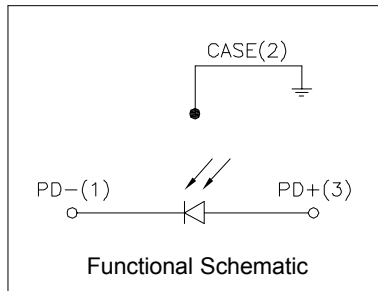 CASE(2)
PD-(1) PD+(3)
Functional Schematic